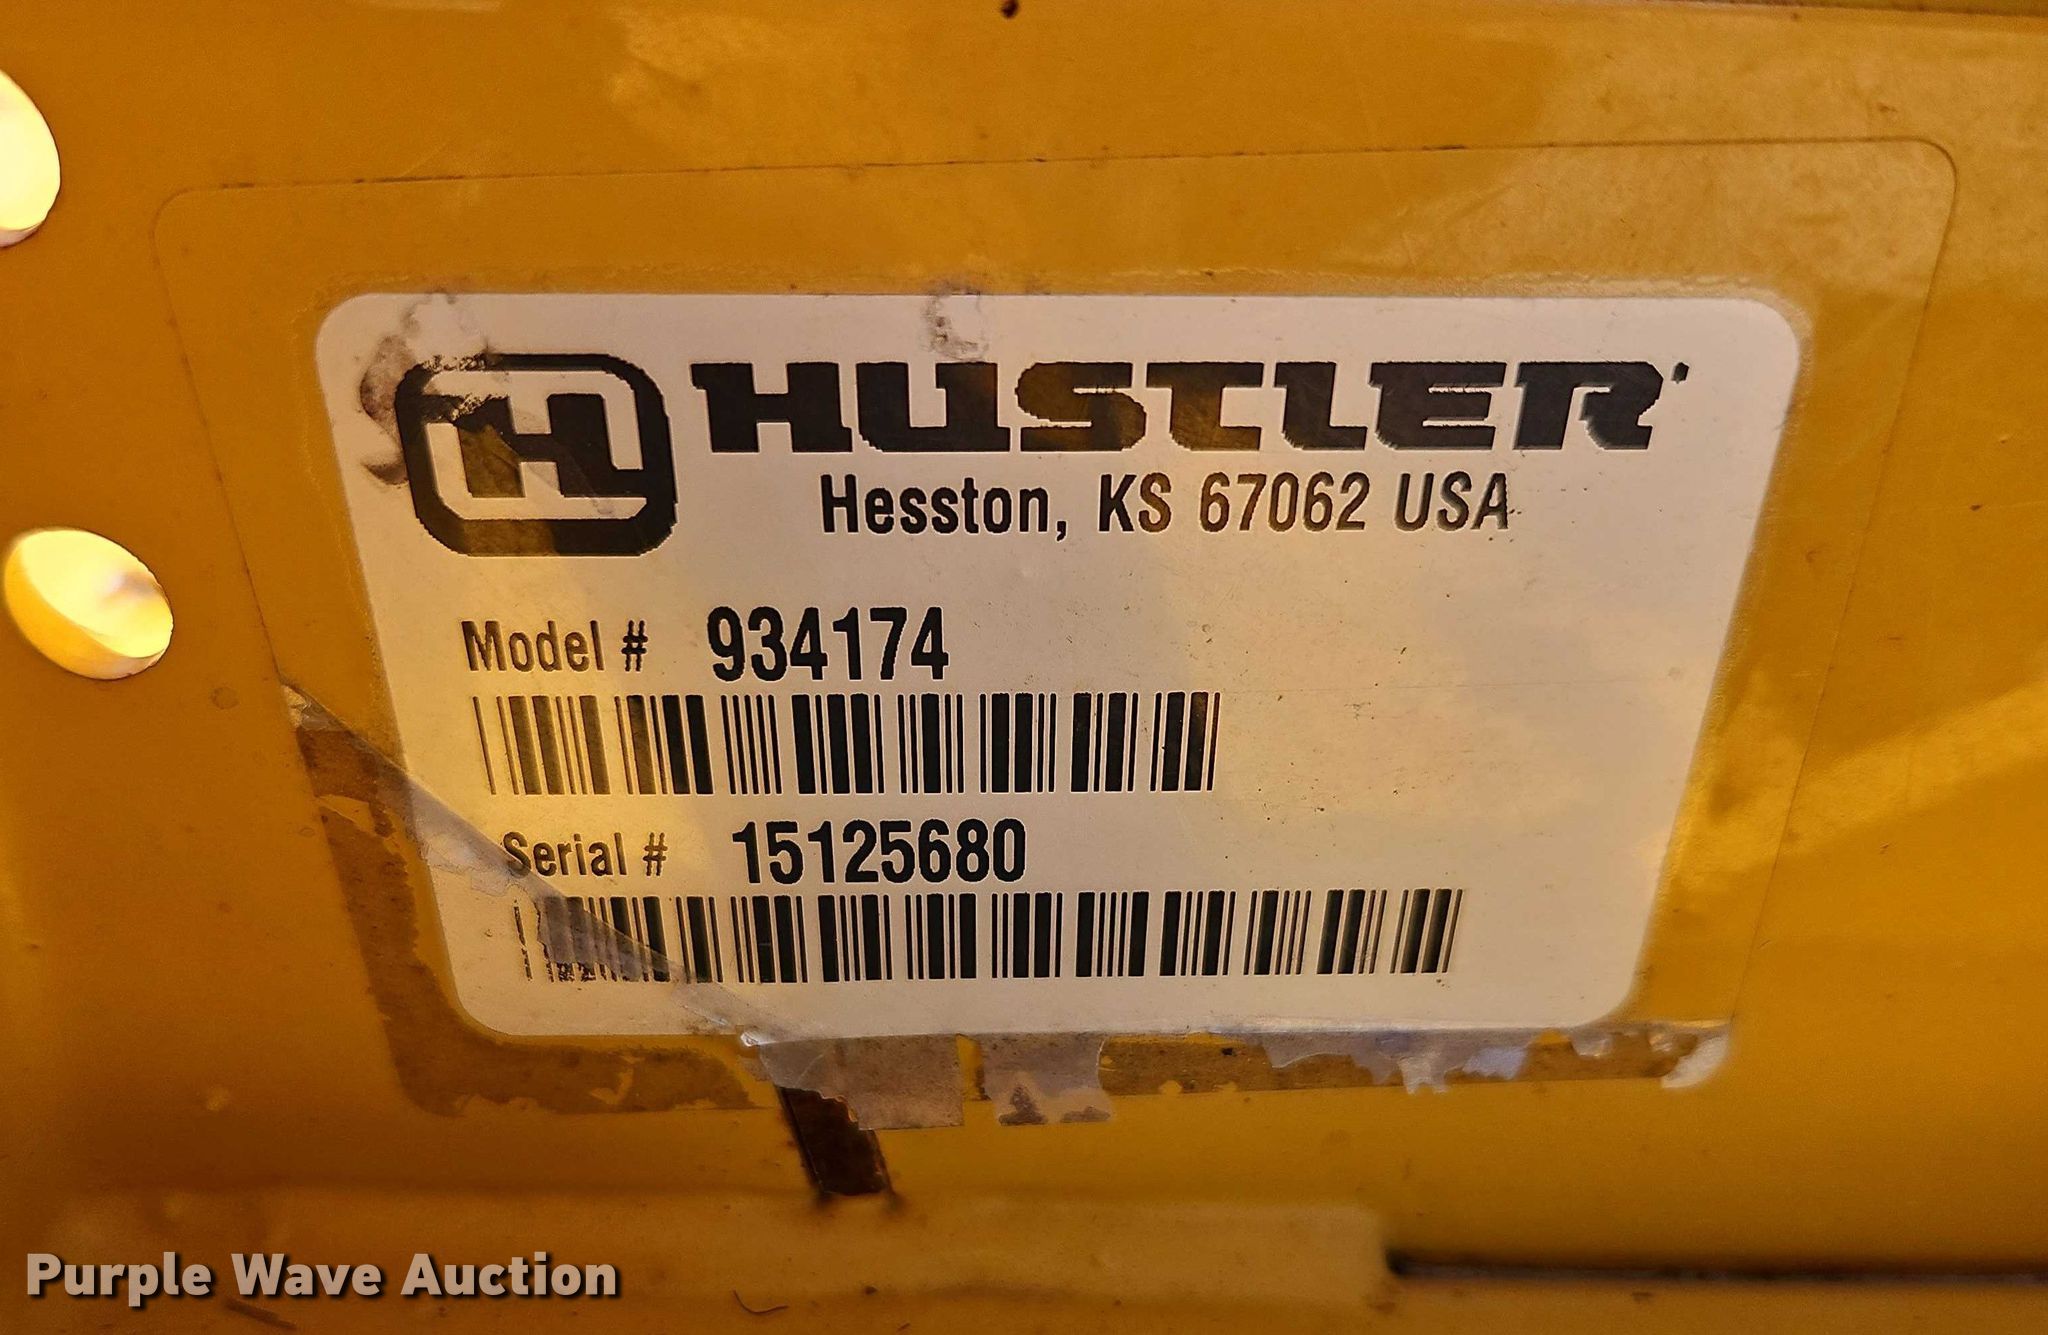 HUSTLER
Hesston, KS 67062 USA
Model # 934174
Serial # 15125680
Purple Wave Auction